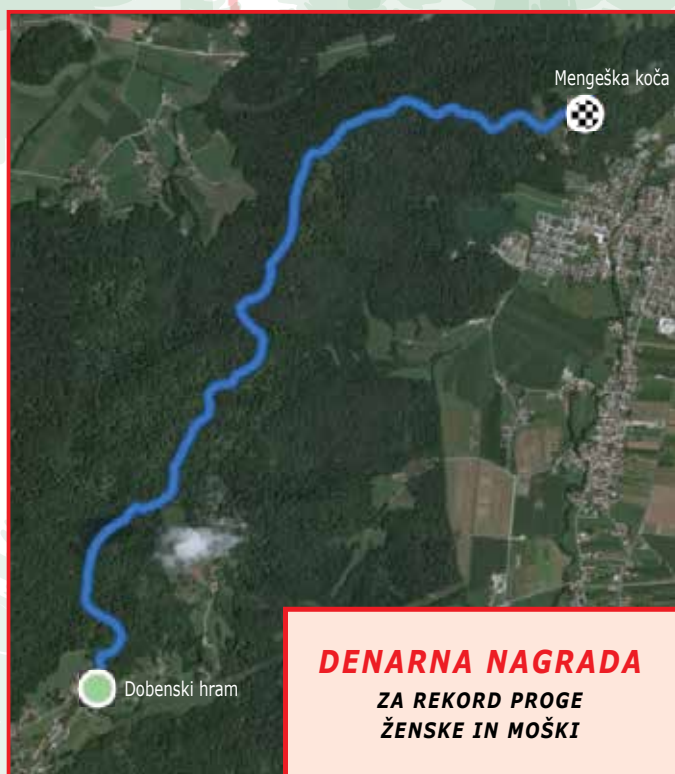 Mengeška koča
Dobenski hram
DENARNA NAGRADA
ZA REKORD PROGE
ŽENSKE IN MOŠKI